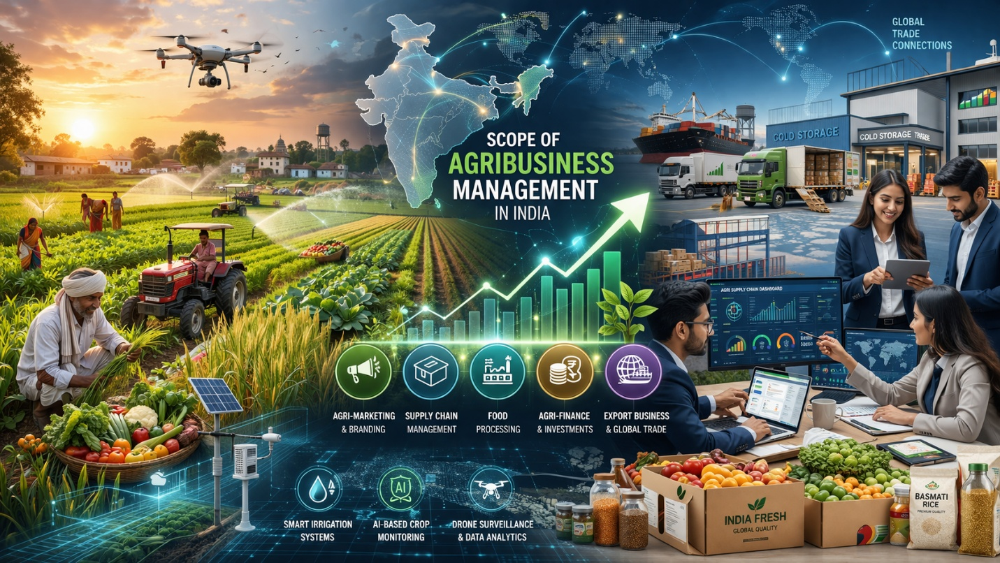 GLOBAL
TRADE
CONNECTIONS
SCOPE OF
AGRIBUSINESS
MANAGEMENT
IN INDIA
COLD STORAGE
COLD STORAGE
AGRI SUPPLY CHAIN DASHBOARD
AGRI-MARKETING
& BRANDING
SUPPLY CHAIN
MANAGEMENT
FOOD
PROCESSING
AGRI-FINANCE
& INVESTMENTS
EXPORT BUSINESS
& GLOBAL TRADE
AI
SMART IRRIGATION
SYSTEMS
AI-BASED CROP
MONITORING
DRONE SURVEILLANCE
& DATA ANALYTICS
INDIA FRESH
GLOBAL QUALITY
BASMATI
RICE
PREMIUM QUALITY